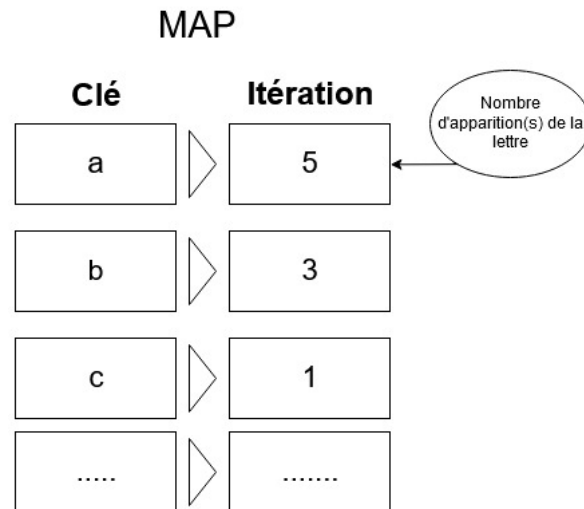 MAP
Clé Itération
Nombre
d'apparition(s) de la
lettre
a 5
b 3
c 1
..... .......